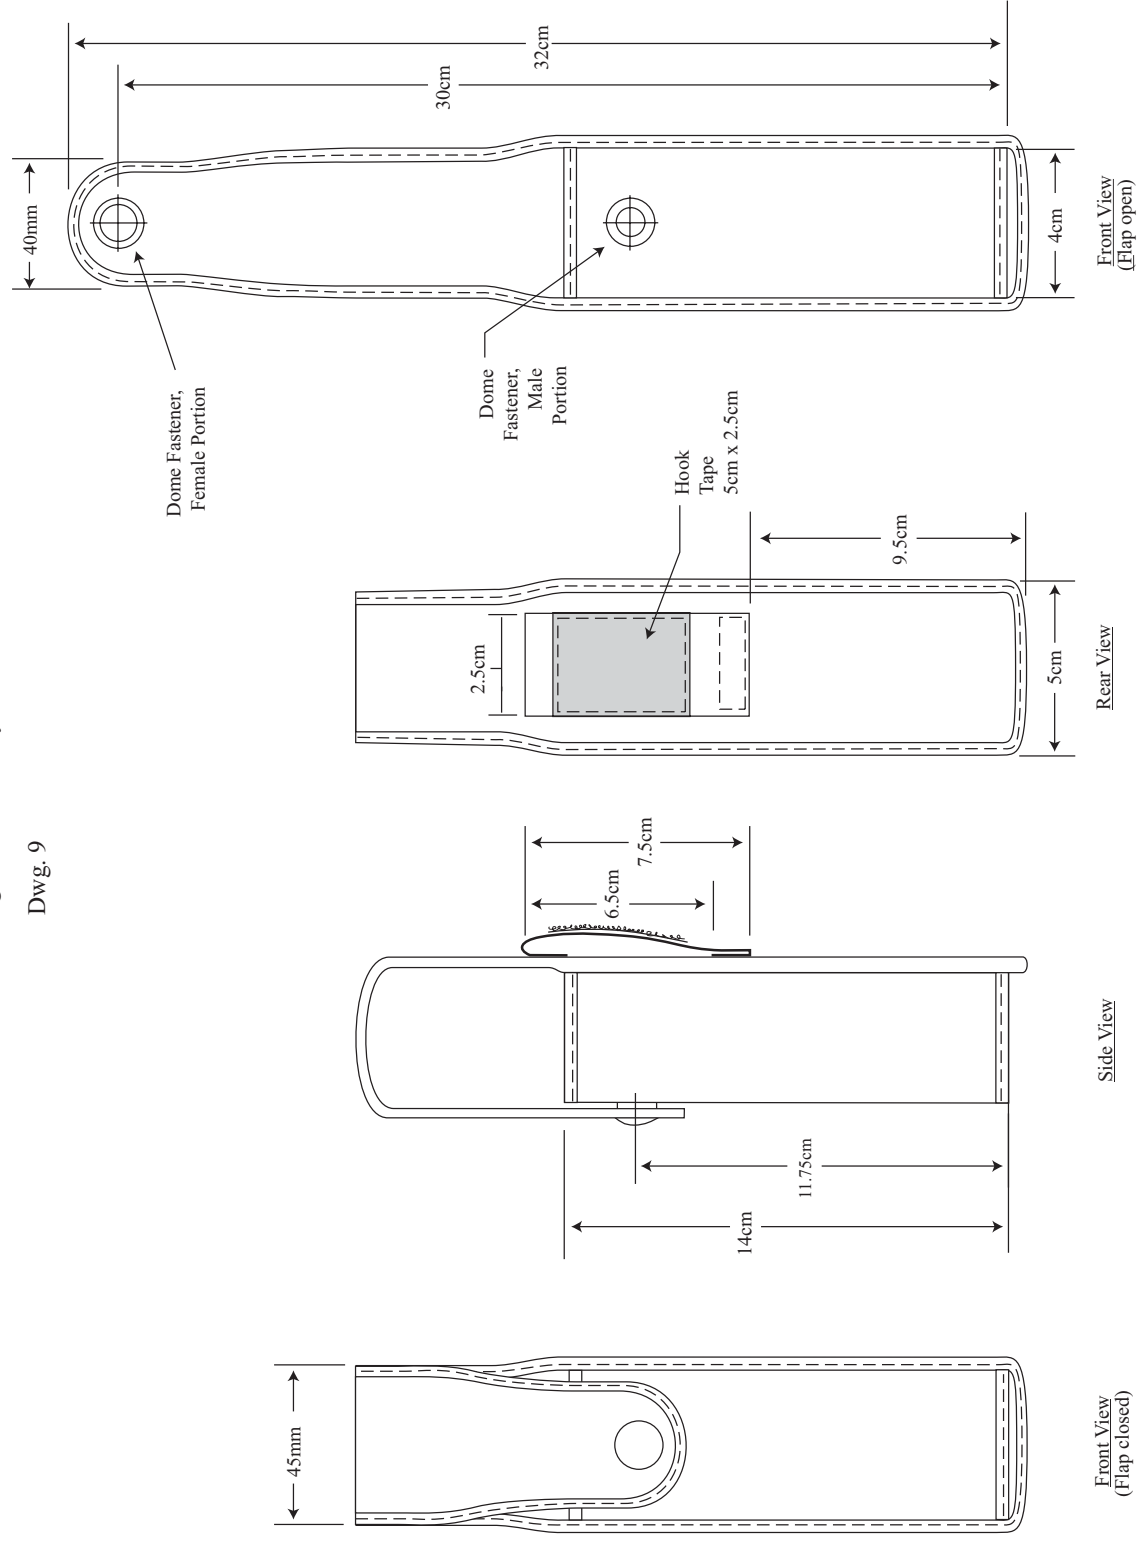 Dwg. 9
45mm
Front View
(Flap closed)
14cm
11.75cm
6.5cm
7.5cm
Side View
2.5cm
Hook
Tape
5cm x 2.5cm
9.5cm
5cm
Rear View
40mm
32cm
30cm
Dome Fastener,
Female Portion
Dome
Fastener,
Male
Portion
4cm
Front View
(Flap open)